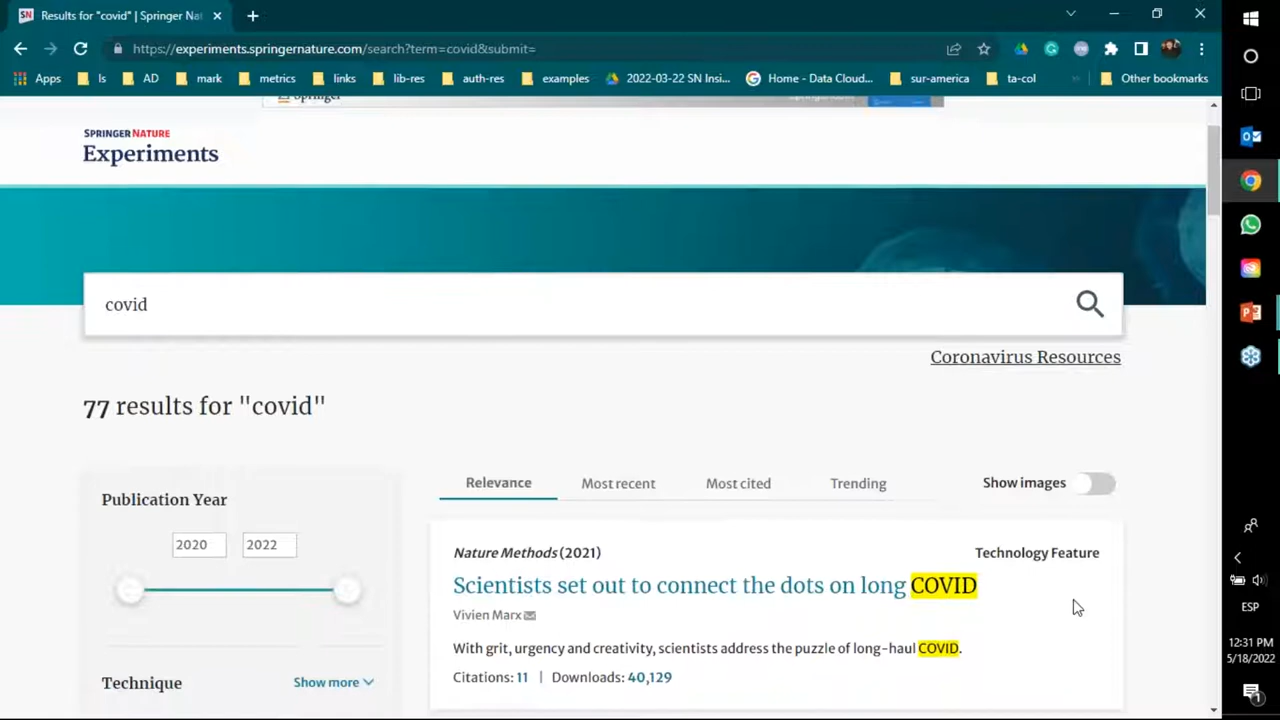 SN Results for "covid" | Springer Na
https://experiments.springernature.com/search?term=covid&submit=
Apps ls AD mark metrics links lib-res auth-res examples 2022-03-22 SN Insi... Home - Data Cloud... sur-america ta-col » Other bookmarks
Springer
SPRINGER NATURE
Experiments
covid
Coronavirus Resources
77 results for "covid"
Publication Year
2020 2022
Technique Show more
Relevance Most recent Most cited Trending Show images
Nature Methods (2021) Technology Feature
Scientists set out to connect the dots on long COVID
Vivien Marx
With grit, urgency and creativity, scientists address the puzzle of long-haul COVID.
Citations: 11 | Downloads: 40,129
ESP
12:31 PM
5/18/2022
1